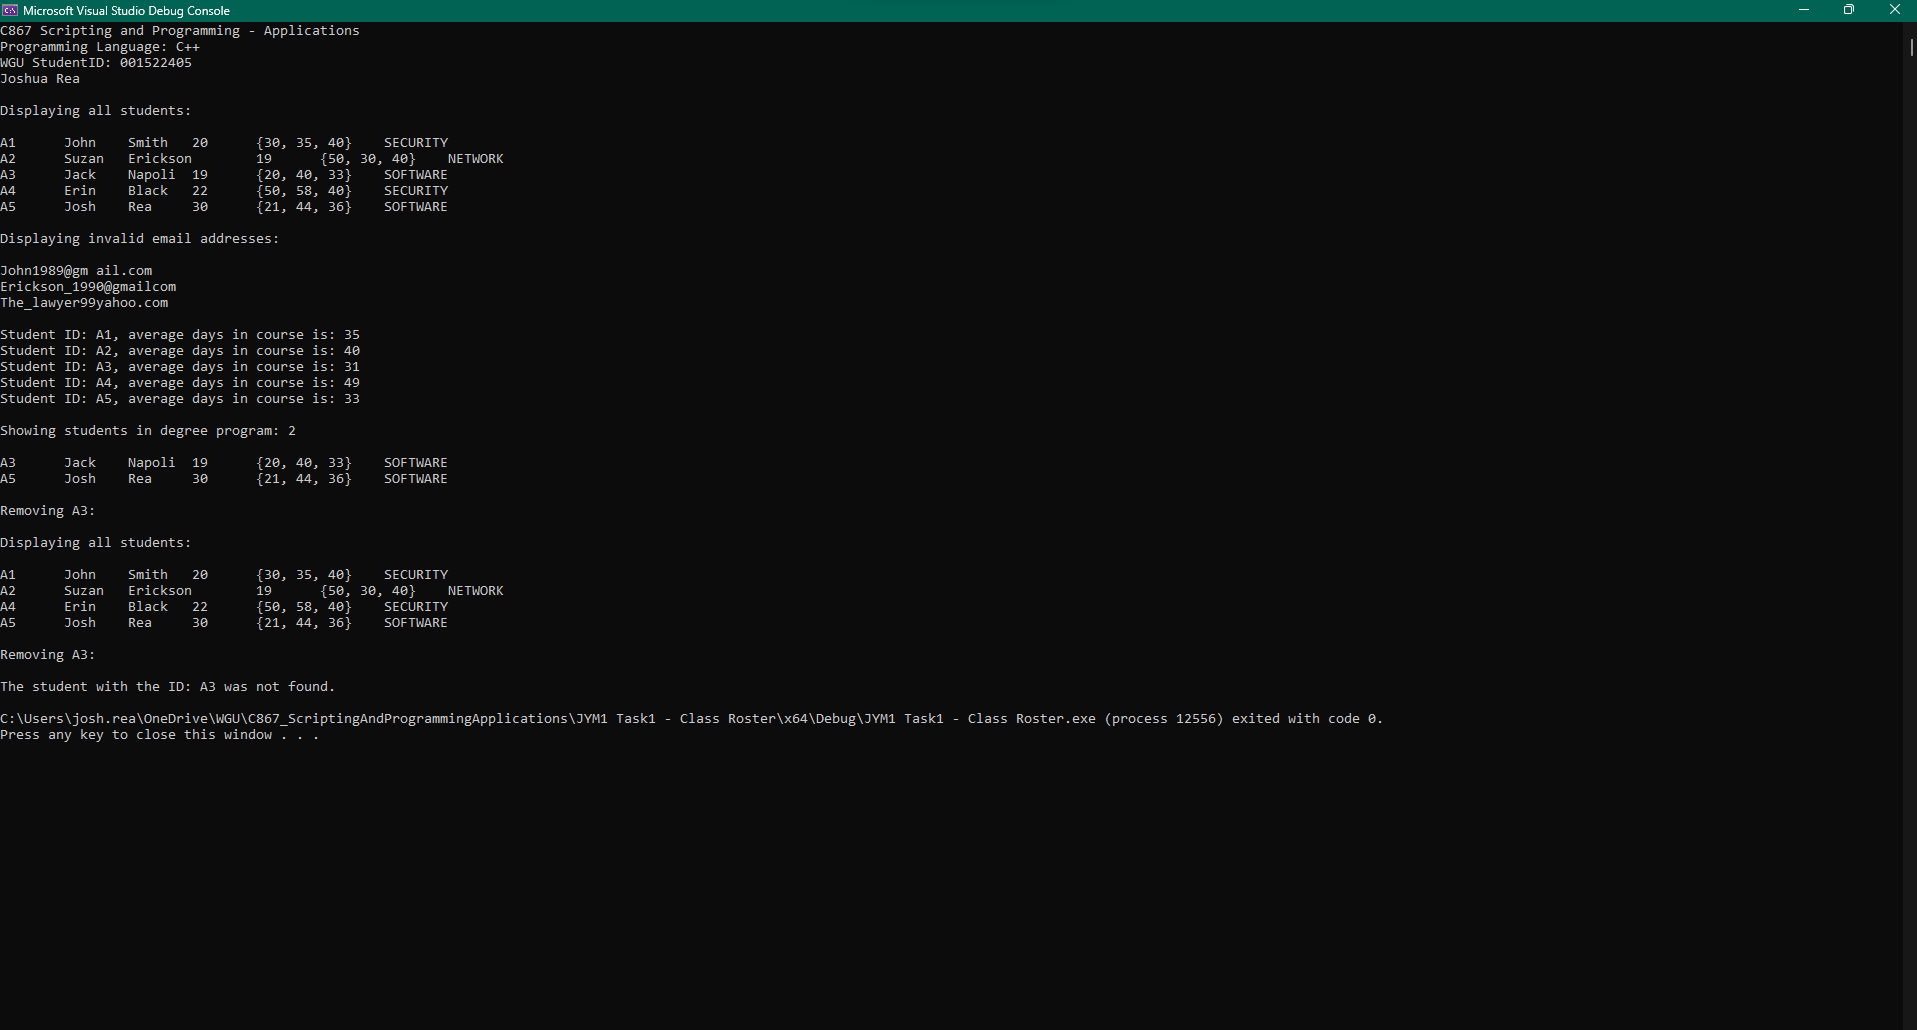 Microsoft Visual Studio Debug Console
C867 Scripting and Programming - Applications
Programming Language: C++
WGU StudentID: 001522405
Joshua Rea
Displaying all students:
A1 John Smith 20 {30, 35, 40} SECURITY
A2 Suzan Erickson 19 {50, 30, 40} NETWORK
A3 Jack Napoli 19 {20, 40, 33} SOFTWARE
A4 Erin Black 22 {50, 58, 40} SECURITY
A5 Josh Rea 30 {21, 44, 36} SOFTWARE
Displaying invalid email addresses:
John1989@gm ail.com
Erickson_1990@gmailcom
The_lawyer99yahoo.com
Student ID: A1, average days in course is: 35
Student ID: A2, average days in course is: 40
Student ID: A3, average days in course is: 31
Student ID: A4, average days in course is: 49
Student ID: A5, average days in course is: 33
Showing students in degree program: 2
A3 Jack Napoli 19 {20, 40, 33} SOFTWARE
A5 Josh Rea 30 {21, 44, 36} SOFTWARE
Removing A3:
Displaying all students:
A1 John Smith 20 {30, 35, 40} SECURITY
A2 Suzan Erickson 19 {50, 30, 40} NETWORK
A4 Erin Black 22 {50, 58, 40} SECURITY
A5 Josh Rea 30 {21, 44, 36} SOFTWARE
Removing A3:
The student with the ID: A3 was not found.
C:\Users\josh.rea\OneDrive\WGU\C867_ScriptingAndProgrammingApplications\JYM1 Task1 - Class Roster\x64\Debug\JYM1 Task1 - Class Roster.exe (process 12556) exited with code 0.
Press any key to close this window . . .